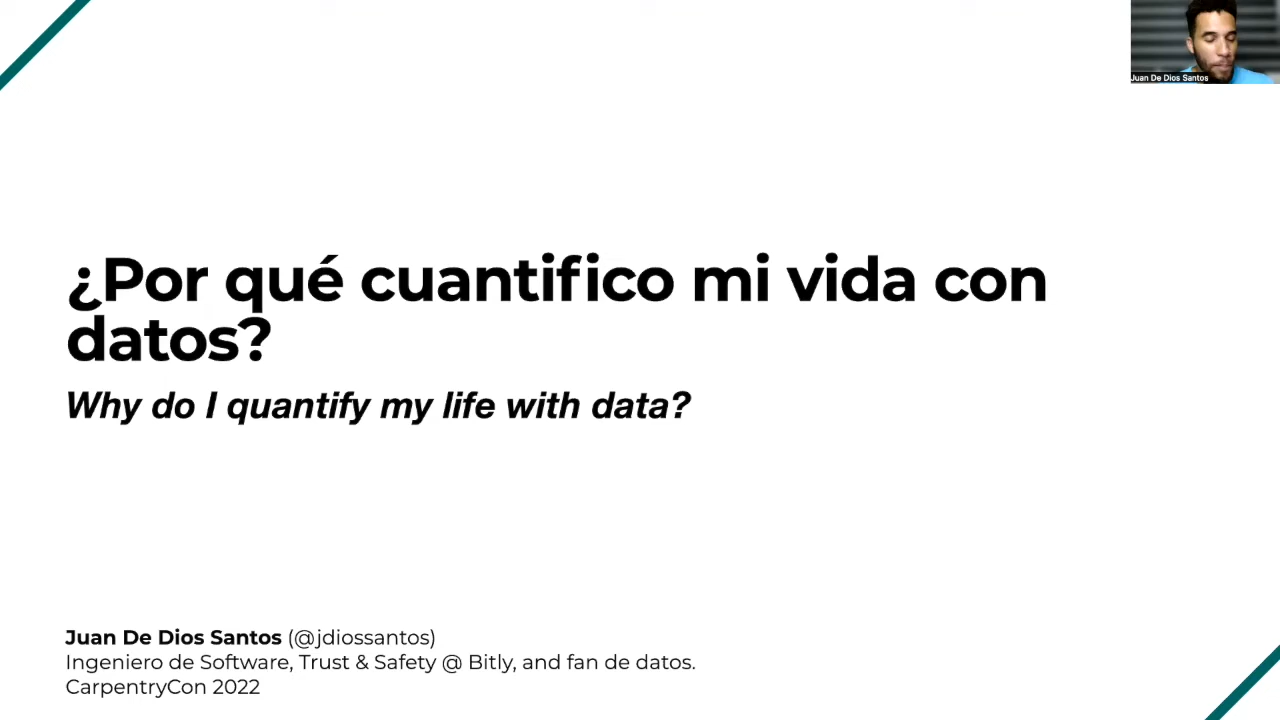 Juan De Dios Santos
¿Por qué cuantifico mi vida con
datos?
Why do I quantify my life with data?
Juan De Dios Santos (@jdiossantos)
Ingeniero de Software, Trust & Safety @ Bitly, and fan de datos.
CarpentryCon 2022